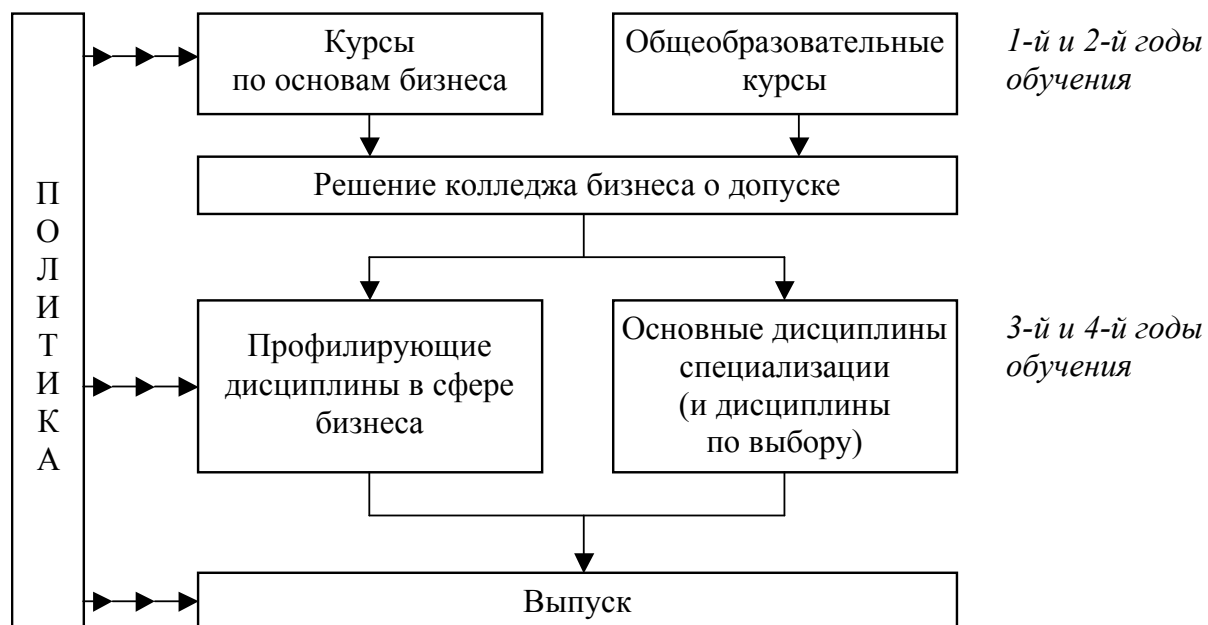 Курсы
по основам бизнеса
Общеобразовательные
курсы
1-й и 2-й годы
обучения
ПОЛИТИКА
Решение колледжа бизнеса о допуске
Профилирующие
дисциплины в сфере
бизнеса
Основные дисциплины
специализации
(и дисциплины
по выбору)
3-й и 4-й годы
обучения
Выпуск